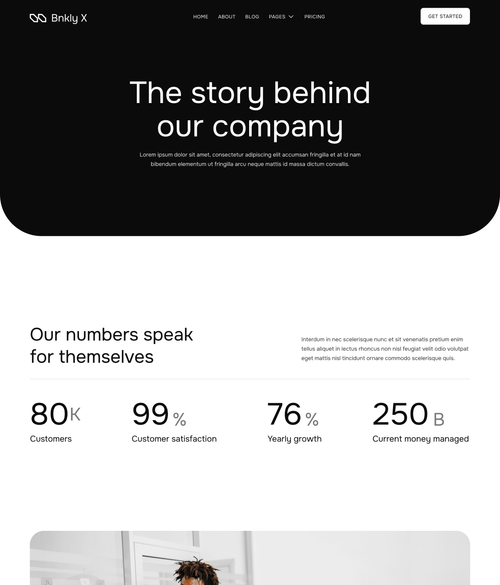 Bnkly X
HOME ABOUT BLOG PAGES PRICING
GET STARTED
The story behind
our company
Lorem ipsum dolor sit amet, consectetur adipiscing elit accumsan fringilla et at id nam
bibendum elementum ut fringilla arcu neque mattis id massa dictum convallis.
Our numbers speak
for themselves
Interdum in nec scelerisque nunc et sit venenatis pretium enim
tellus aliquet in lectus rhoncus non nisl feugiat velit odio volutpat
eget mattis nisl tincidunt ornare commodo scelerisque quis.
80 K
Customers
99 %
Customer satisfaction
76 %
Yearly growth
250 B
Current money managed